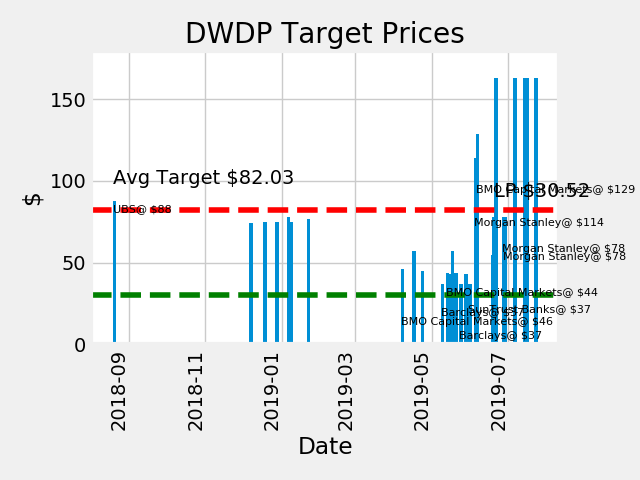 DWDP Target Prices
150
100
50
0
$
Avg Target $82.03
LP $30.52
UBS@ $88
BMO Capital Markets@ $129
Morgan Stanley@ $114
Morgan Stanley@ $78
Morgan Stanley@ $78
BMO Capital Markets@ $44
SunTrust Banks@ $37
Barclays@ $37
BMO Capital Markets@ $46
Barclays@ $37
2018-09
2018-11
2019-01
2019-03
2019-05
2019-07
Date